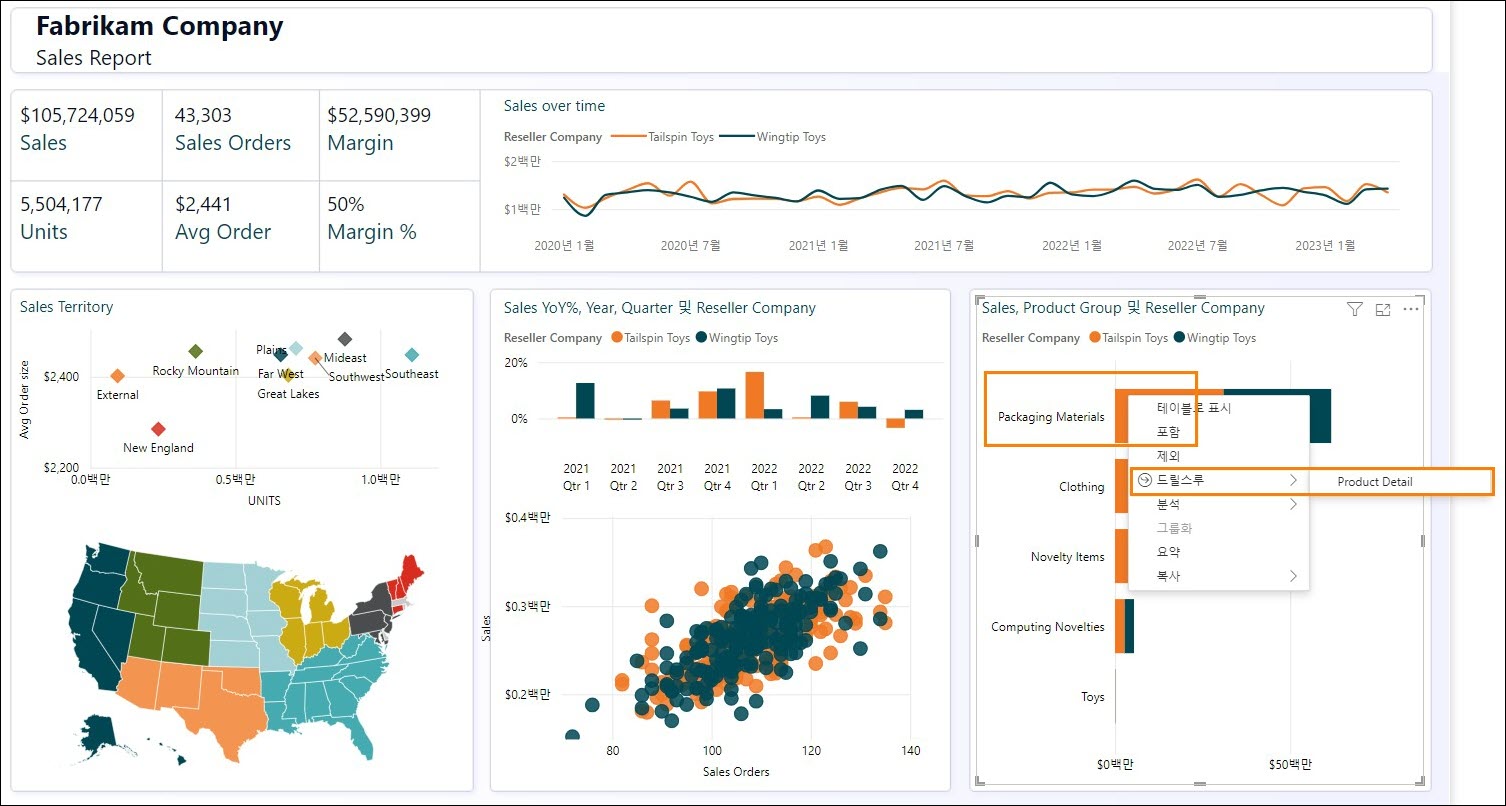 Fabrikam Company
Sales Report
$105,724,059
Sales
43,303
Sales Orders
$52,590,399
Margin
5,504,177
Units
$2,441
Avg Order
50%
Margin %
Sales over time
Reseller Company Tailspin Toys Wingtip Toys
$2백만
$1백만
2020년 1월 2020년 7월 2021년 1월 2021년 7월 2022년 1월 2022년 7월 2023년 1월
Sales Territory
Avg Order size
$2,400
$2,200
Plains
Mideast
Rocky Mountain
Far West
Southwest
Southeast
External
Great Lakes
New England
0.0백만 0.5백만 1.0백만
UNITS
Sales YoY%, Year, Quarter 및 Reseller Company
Reseller Company Tailspin Toys Wingtip Toys
20%
0%
2021 2021 2021 2021 2022 2022 2022 2022
Qtr 1 Qtr 2 Qtr 3 Qtr 4 Qtr 1 Qtr 2 Qtr 3 Qtr 4
$0.4백만
$0.3백만
$0.2백만
Sales
80 100 120 140
Sales Orders
Sales, Product Group 및 Reseller Company
Reseller Company Tailspin Toys Wingtip Toys
Packaging Materials
Clothing
Novelty Items
Computing Novelties
Toys
$0백만 $50백만
테이블로 표시
포함
제외
드릴스루
Product Detail
분석
그룹화
요약
복사